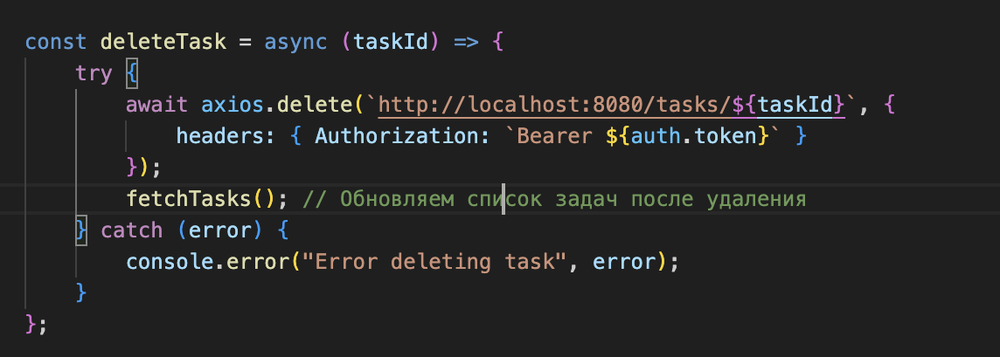 const deleteTask = async (taskId) => {
try {
await axios.delete(`http://localhost:8080/tasks/${taskId}`, {
headers: { Authorization: `Bearer ${auth.token}` }
});
fetchTasks(); // Обновляем список задач после удаления
} catch (error) {
console.error("Error deleting task", error);
}
};